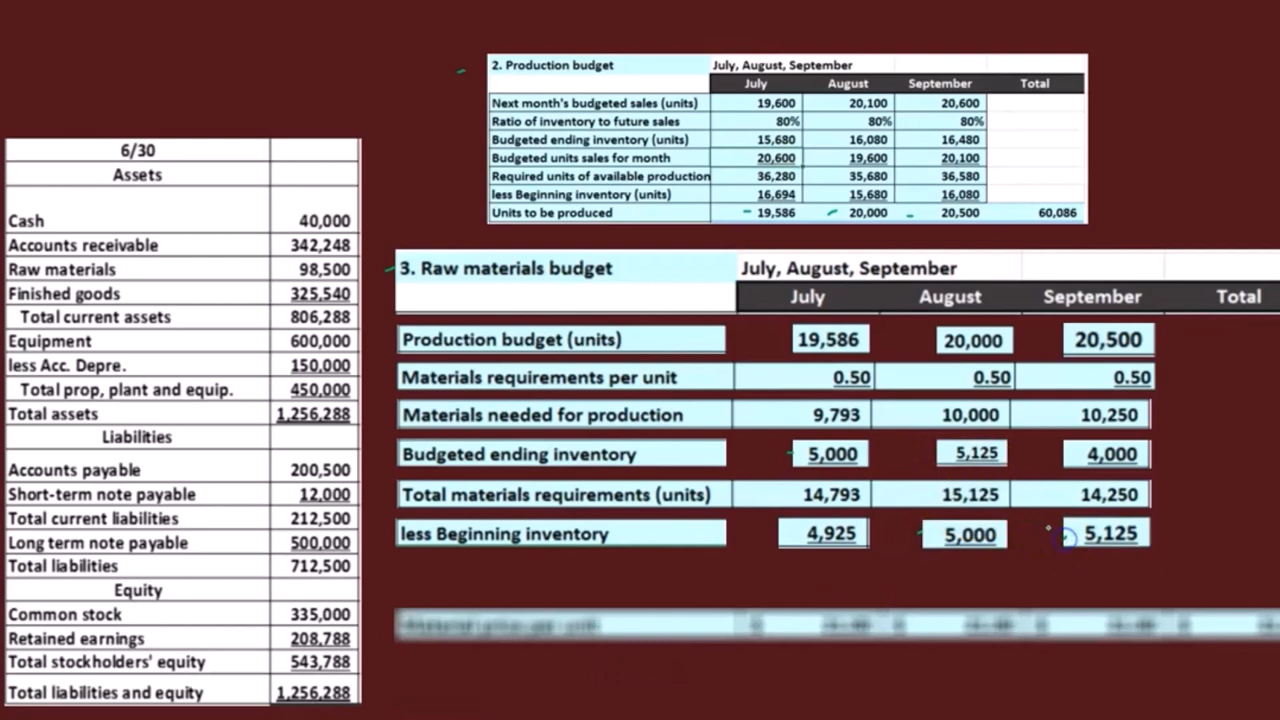 2. Production budget July, August, September
July August September Total
Next month's budgeted sales (units) 19,600 20,100 20,600
Ratio of inventory to future sales 80% 80% 80%
Budgeted ending inventory (units) 15,680 16,080 16,480
Budgeted units sales for month 20,600 19,600 20,100
Required units of available production 36,280 35,680 36,580
less Beginning inventory (units) 16,694 15,680 16,080
Units to be produced 19,586 20,000 20,500 60,086
6/30
Assets
Cash 40,000
Accounts receivable 342,248
Raw materials 98,500
Finished goods 325,540
Total current assets 806,288
Equipment 600,000
less Acc. Depre. 150,000
Total prop, plant and equip. 450,000
Total assets 1,256,288
Liabilities
Accounts payable 200,500
Short-term note payable 12,000
Total current liabilities 212,500
Long term note payable 500,000
Total liabilities 712,500
Equity
Common stock 335,000
Retained earnings 208,788
Total stockholders' equity 543,788
Total liabilities and equity 1,256,288
3. Raw materials budget July, August, September
July August September Total
Production budget (units) 19,586 20,000 20,500
Materials requirements per unit 0.50 0.50 0.50
Materials needed for production 9,793 10,000 10,250
Budgeted ending inventory 5,000 5,125 4,000
Total materials requirements (units) 14,793 15,125 14,250
less Beginning inventory 4,925 5,000 5,125